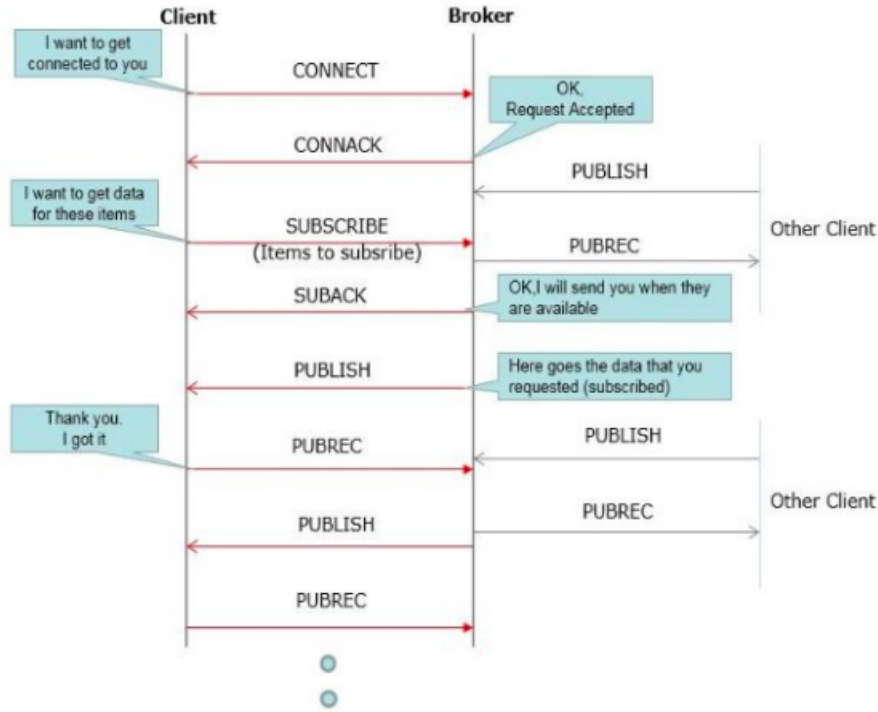 Client
Broker
I want to get
connected to you
CONNECT
OK,
Request Accepted
CONNACK
PUBLISH
I want to get data
for these items
SUBSCRIBE
(Items to subsribe)
Other Client
PUBREC
SUBACK
OK,I will send you when they
are available
PUBLISH
Here goes the data that you
requested (subscribed)
Thank you.
I got it
PUBREC
PUBLISH
Other Client
PUBREC
PUBLISH
PUBREC